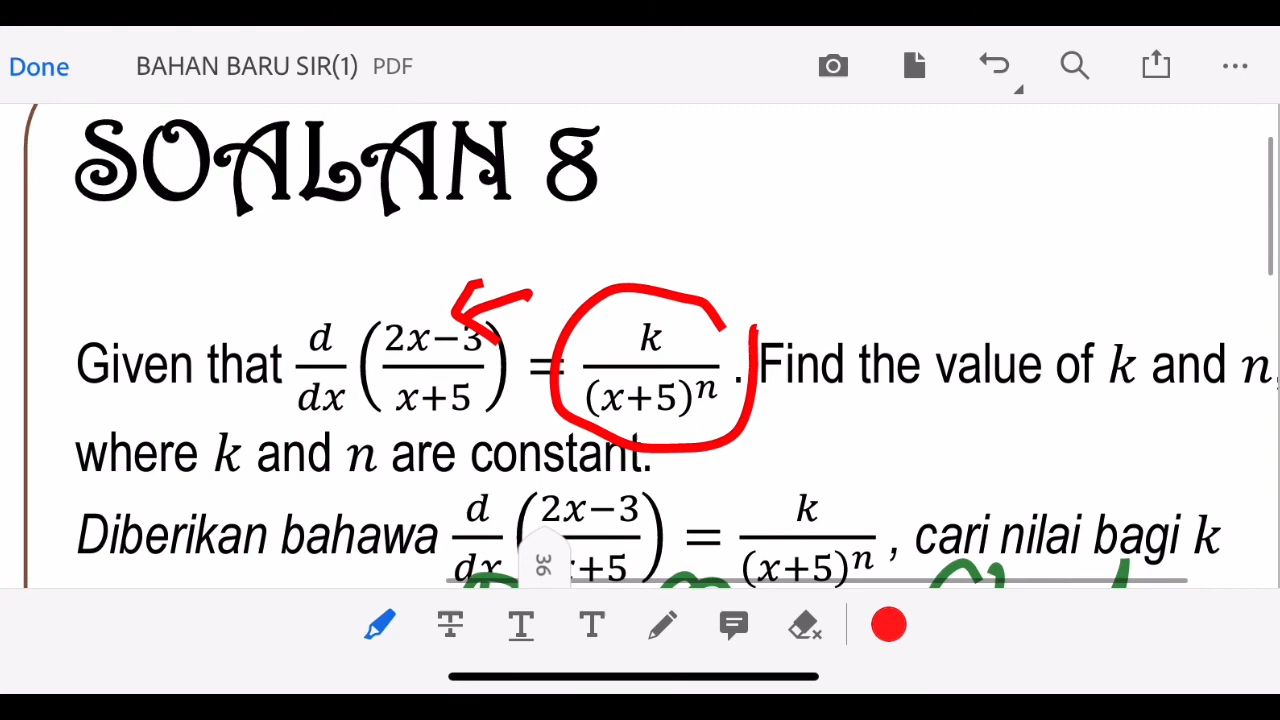 Done BAHAN BARU SIR(1) PDF
SOALAN 8
Given that d/dx (2x−3 / x+5) = k / (x+5)ⁿ . Find the value of k and n,
where k and n are constant.
Diberikan bahawa d/dx (2x−3 / +5) = k / (x+5)ⁿ , cari nilai bagi k
36
T T T